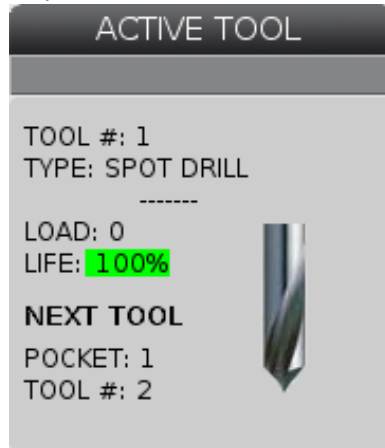 ACTIVE TOOL
TOOL #: 1
TYPE: SPOT DRILL
-------
LOAD: 0
LIFE: 100%
NEXT TOOL
POCKET: 1
TOOL #: 2